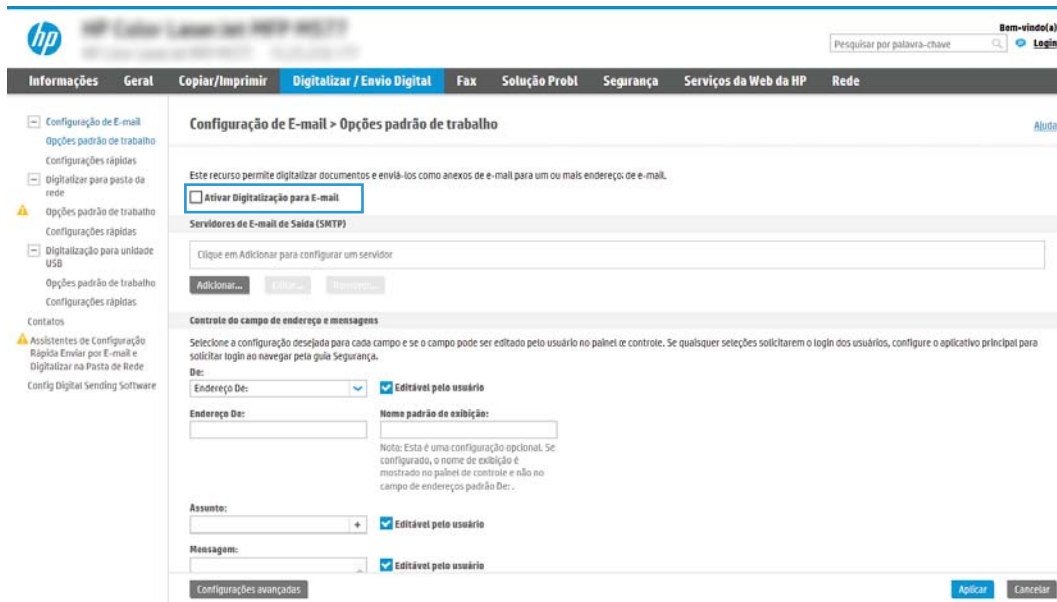 hp
Bem-vindo(a)
Pesquisar por palavra-chave
Login
Informações Geral Copiar/Imprimir Digitalizar / Envio Digital Fax Solução Probl Segurança Serviços da Web da HP Rede
Configuração de E-mail
Opções padrão de trabalho
Configurações rápidas
Digitalizar para pasta da
rede
Opções padrão de trabalho
Configurações rápidas
Digitalização para unidade
USB
Opções padrão de trabalho
Configurações rápidas
Contatos
Assistentes de Configuração
Rápida Enviar por E-mail e
Digitalizar na Pasta de Rede
Config Digital Sending Software
Configuração de E-mail > Opções padrão de trabalho
Ajuda
Este recurso permite digitalizar documentos e enviá-los como anexos de e-mail para um ou mais endereços de e-mail.
Ativar Digitalização para E-mail
Servidores de E-mail de Saída (SMTP)
Clique em Adicionar para configurar um servidor
Adicionar... Editar... Remover...
Controle do campo de endereço e mensagens
Selecione a configuração desejada para cada campo e se o campo pode ser editado pelo usuário no painel de controle. Se quaisquer seleções solicitarem o login dos usuários, configure o aplicativo principal para
solicitar login ao navegar pela guia Segurança.
De:
Endereço De: Editável pelo usuário
Endereço De: Nome padrão de exibição:
Nota: Esta é uma configuração opcional. Se
configurado, o nome de exibição é
mostrado no painel de controle e não no
campo de endereços padrão De: .
Assunto:
+ Editável pelo usuário
Mensagem:
Editável pelo usuário
Configurações avançadas Aplicar Cancelar